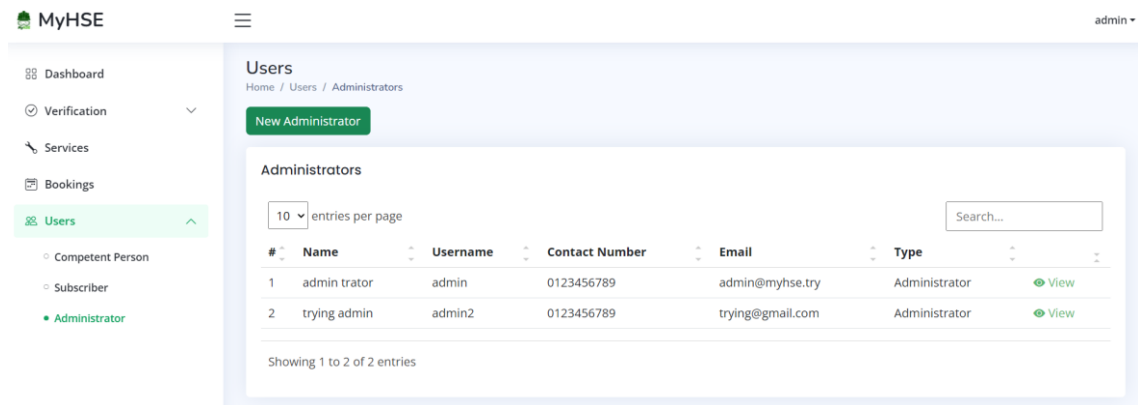 MyHSE
admin
Dashboard
Verification
Services
Bookings
Users
Competent Person
Subscriber
Administrator
Users
Home / Users / Administrators
New Administrator
Administrators
10 entries per page
Search...
# Name Username Contact Number Email Type
1 admin trator admin 0123456789 admin@myhse.try Administrator View
2 trying admin admin2 0123456789 trying@gmail.com Administrator View
Showing 1 to 2 of 2 entries